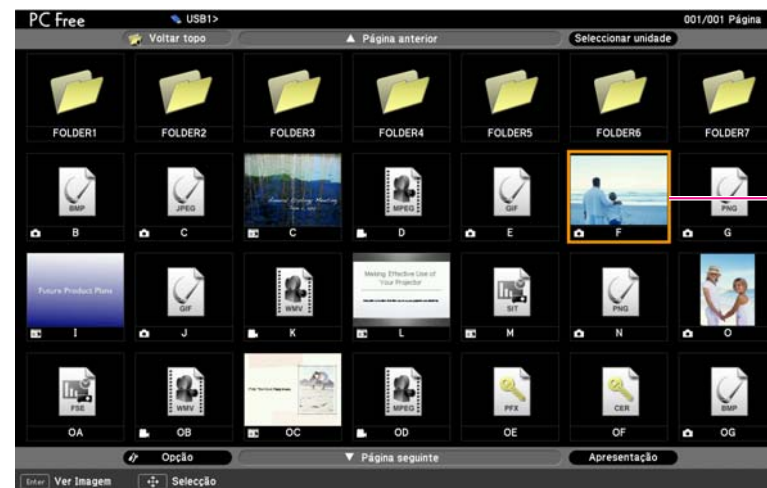 PC Free USB1> 001/001 Página
Voltar topo ▲ Página anterior Seleccionar unidade
FOLDER1 FOLDER2 FOLDER3 FOLDER4 FOLDER5 FOLDER6 FOLDER7
BMP JPEG MPEG GIF PNG
B C C D E F G
Future Product Plans
Making Effective Use of
Your Projector
GIF WMV SIT PNG
I J K L M N O
FSE WMV MPEG PFX CER BMP
OA OB OC OD OE OF OG
Opção ▼ Página seguinte Apresentação
Enter Ver Imagem Selecção